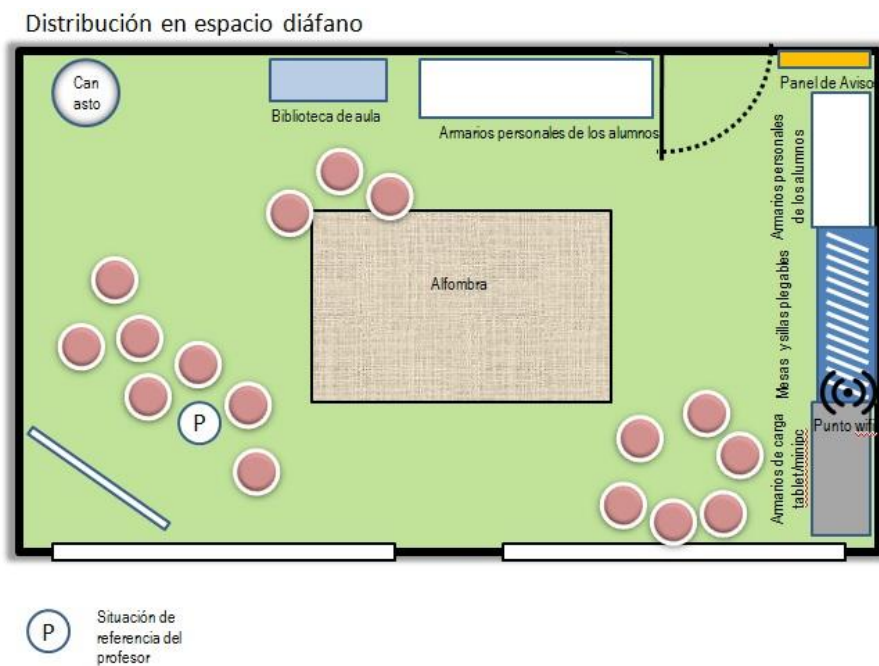 Distribución en espacio diáfano
Can
asto
Biblioteca de aula
Armarios personales de los alumnos
Panel de Aviso
Armarios personales
de los alumnos
Alfombra
Mesas y sillas plegables
Punto wifi
Armarios de carga
tablet/minipc
P
P
Situación de
referencia del
profesor